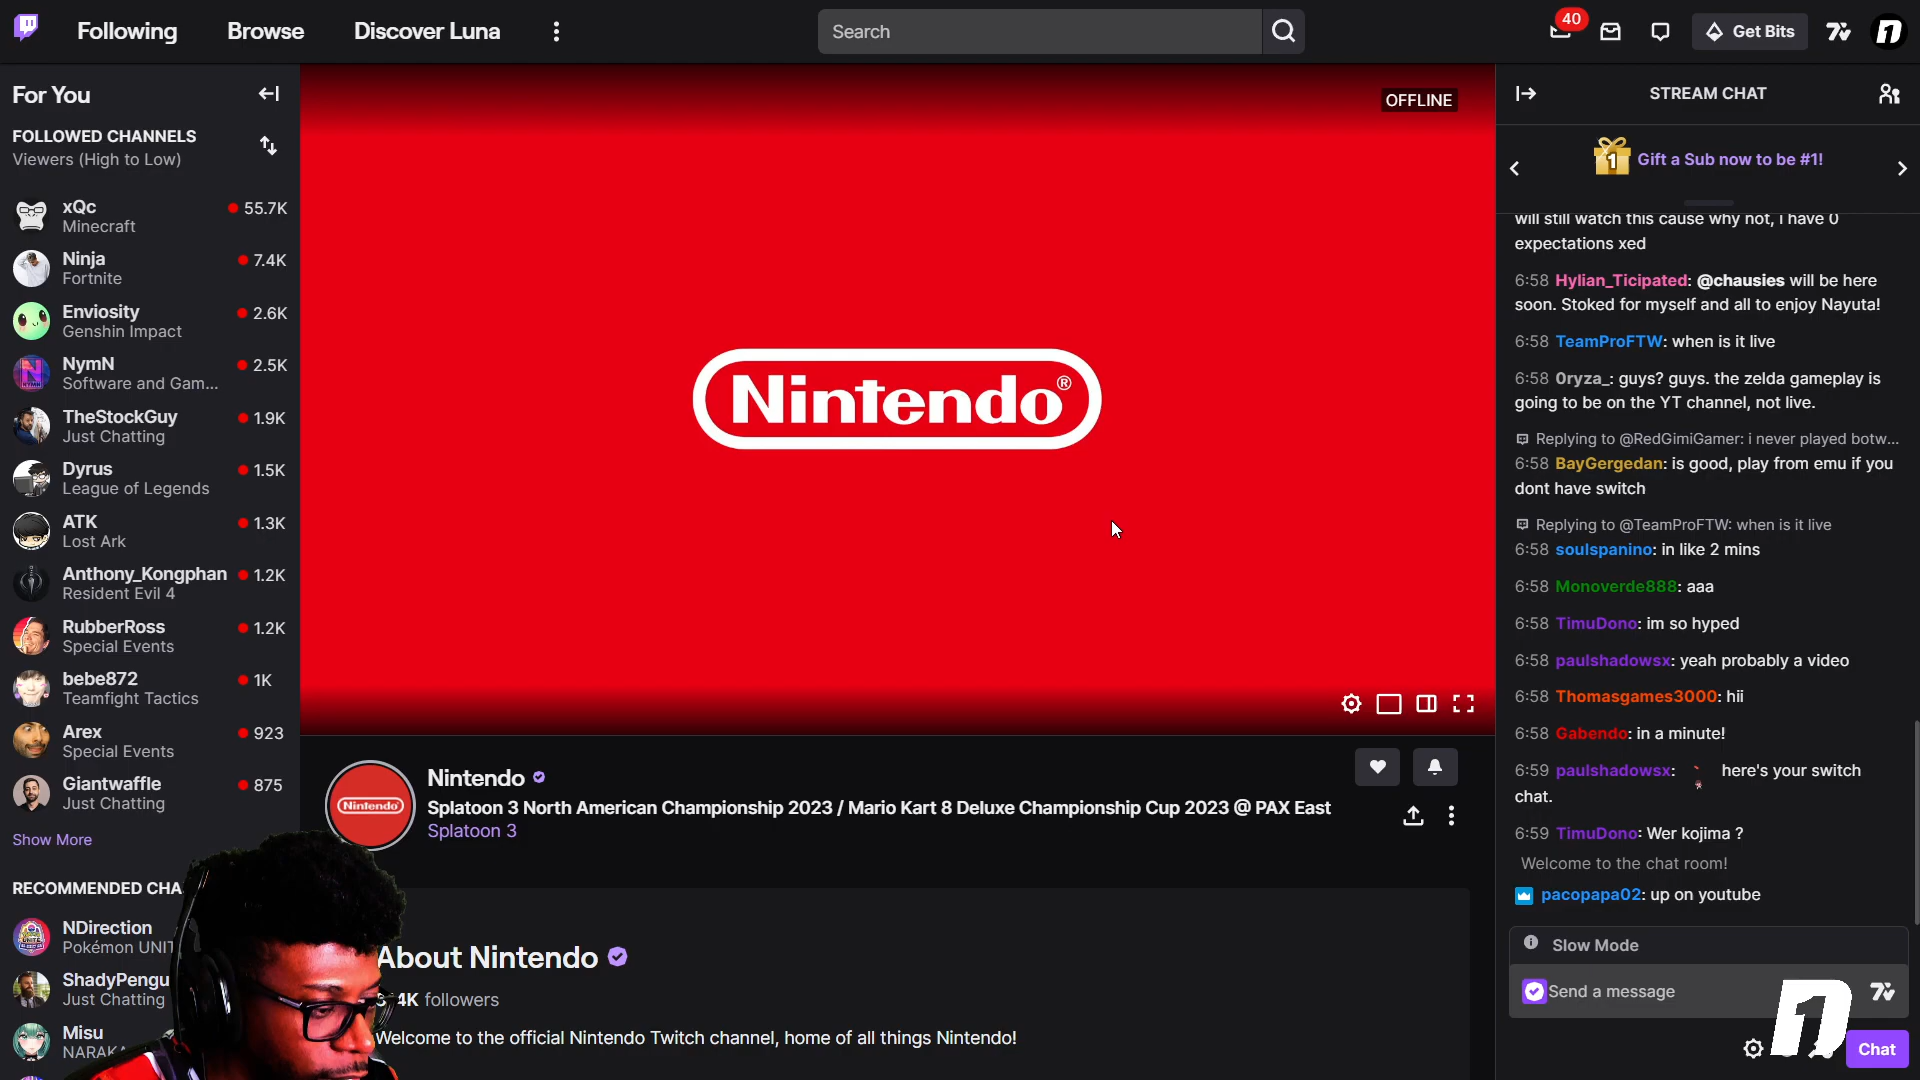 Following
Browse
Discover Luna
Search
40
Get Bits
For You
FOLLOWED CHANNELS
Viewers (High to Low)
xQc
55.7K
Minecraft
Ninja
7.4K
Fortnite
Enviosity
2.6K
Genshin Impact
NymN
2.5K
Software and Gam...
TheStockGuy
1.9K
Just Chatting
Dyrus
1.5K
League of Legends
ATK
1.3K
Lost Ark
Anthony_Kongphan
1.2K
Resident Evil 4
RubberRoss
1.2K
Special Events
bebe872
1K
Teamfight Tactics
Arex
923
Special Events
Giantwaffle
875
Just Chatting
Show More
RECOMMENDED CHA
NDirection
Pokémon UNIT
ShadyPengu
Just Chatting
Misu
NARAKA
OFFLINE
Nintendo®
Nintendo
Nintendo
Splatoon 3 North American Championship 2023 / Mario Kart 8 Deluxe Championship Cup 2023 @ PAX East
Splatoon 3
About Nintendo
4K followers
Welcome to the official Nintendo Twitch channel, home of all things Nintendo!
STREAM CHAT
1 Gift a Sub now to be #1!
will still watch this cause why not, i have 0
expectations xed
6:58 Hylian_Ticipated: @chausies will be here
soon. Stoked for myself and all to enjoy Nayuta!
6:58 TeamProFTW: when is it live
6:58 0ryza_: guys? guys. the zelda gameplay is
going to be on the YT channel, not live.
Replying to @RedGimiGamer: i never played botw...
6:58 BayGergedan: is good, play from emu if you
dont have switch
Replying to @TeamProFTW: when is it live
6:58 soulspanino: in like 2 mins
6:58 Monoverde888: aaa
6:58 TimuDono: im so hyped
6:58 paulshadowsx: yeah probably a video
6:58 Thomasgames3000: hii
6:58 Gabendo: in a minute!
6:59 paulshadowsx: here's your switch
chat.
6:59 TimuDono: Wer kojima ?
Welcome to the chat room!
pacopapa02: up on youtube
Slow Mode
Send a message
Chat